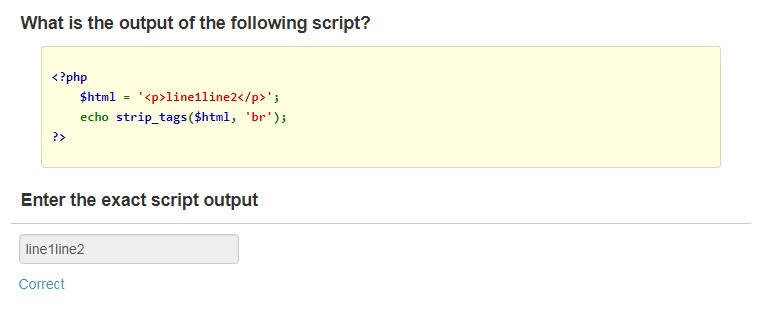 What is the output of the following script?
<?php
$html = '<p>line1line2</p>';
echo strip_tags($html, 'br');
?>
Enter the exact script output
line1line2
Correct